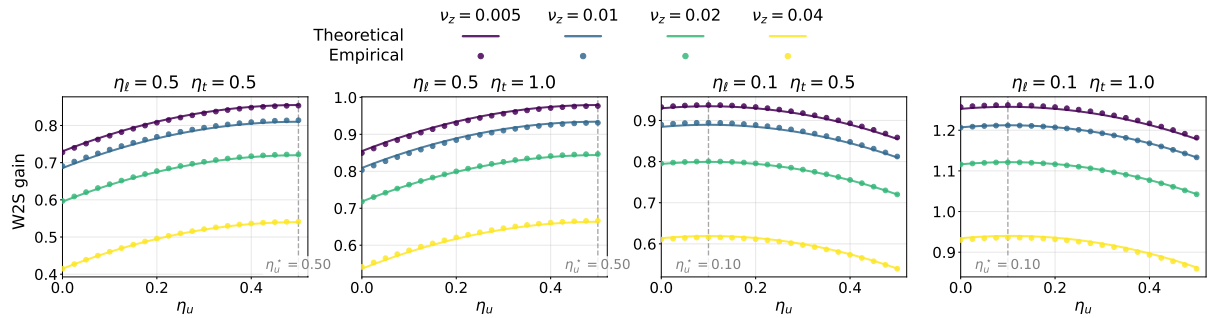 ν_z = 0.005 ν_z = 0.01 ν_z = 0.02 ν_z = 0.04
Theoretical
Empirical
η_ℓ = 0.5 η_t = 0.5
η_ℓ = 0.5 η_t = 1.0
η_ℓ = 0.1 η_t = 0.5
η_ℓ = 0.1 η_t = 1.0
W2S gain
0.8
0.7
0.6
0.5
0.4
η_u^⋆ = 0.50
0.0 0.2 0.4
η_u
1.0
0.9
0.8
0.7
0.6
η_u^⋆ = 0.50
0.0 0.2 0.4
η_u
0.9
0.8
0.7
0.6
η_u^⋆ = 0.10
0.0 0.2 0.4
η_u
1.2
1.1
1.0
0.9
η_u^⋆ = 0.10
0.0 0.2 0.4
η_u